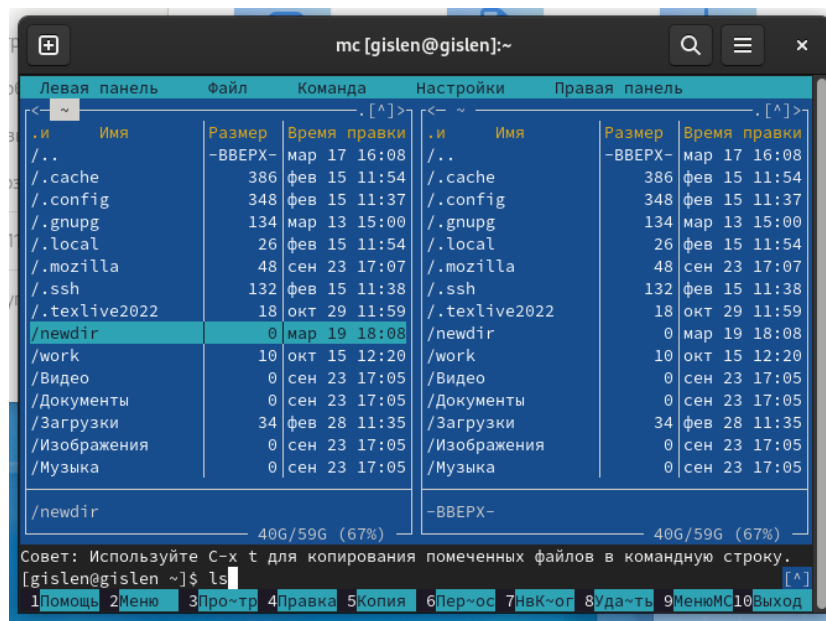 mc [gislen@gislen]:~
Левая панель Файл Команда Настройки Правая панель
<— ~ .[^]> <— ~ .[^]>
.и Имя Размер Время правки .и Имя Размер Время правки
/.. -ВВЕРХ- мар 17 16:08 /.. -ВВЕРХ- мар 17 16:08
/.cache 386 фев 15 11:54 /.cache 386 фев 15 11:54
/.config 348 фев 15 11:37 /.config 348 фев 15 11:37
/.gnupg 134 мар 13 15:00 /.gnupg 134 мар 13 15:00
/.local 26 фев 15 11:54 /.local 26 фев 15 11:54
/.mozilla 48 сен 23 17:07 /.mozilla 48 сен 23 17:07
/.ssh 132 фев 15 11:38 /.ssh 132 фев 15 11:38
/.texlive2022 18 окт 29 11:59 /.texlive2022 18 окт 29 11:59
/newdir 0 мар 19 18:08 /newdir 0 мар 19 18:08
/work 10 окт 15 12:20 /work 10 окт 15 12:20
/Видео 0 сен 23 17:05 /Видео 0 сен 23 17:05
/Документы 0 сен 23 17:05 /Документы 0 сен 23 17:05
/Загрузки 34 фев 28 11:35 /Загрузки 34 фев 28 11:35
/Изображения 0 сен 23 17:05 /Изображения 0 сен 23 17:05
/Музыка 0 сен 23 17:05 /Музыка 0 сен 23 17:05
/newdir -ВВЕРХ-
40G/59G (67%) 40G/59G (67%)
Совет: Используйте C-x t для копирования помеченных файлов в командную строку.
[gislen@gislen ~]$ ls [^]
1Помощь 2Меню 3Про~тр 4Правка 5Копия 6Пер~ос 7НвК~ог 8Уда~ть 9МенюMC10Выход